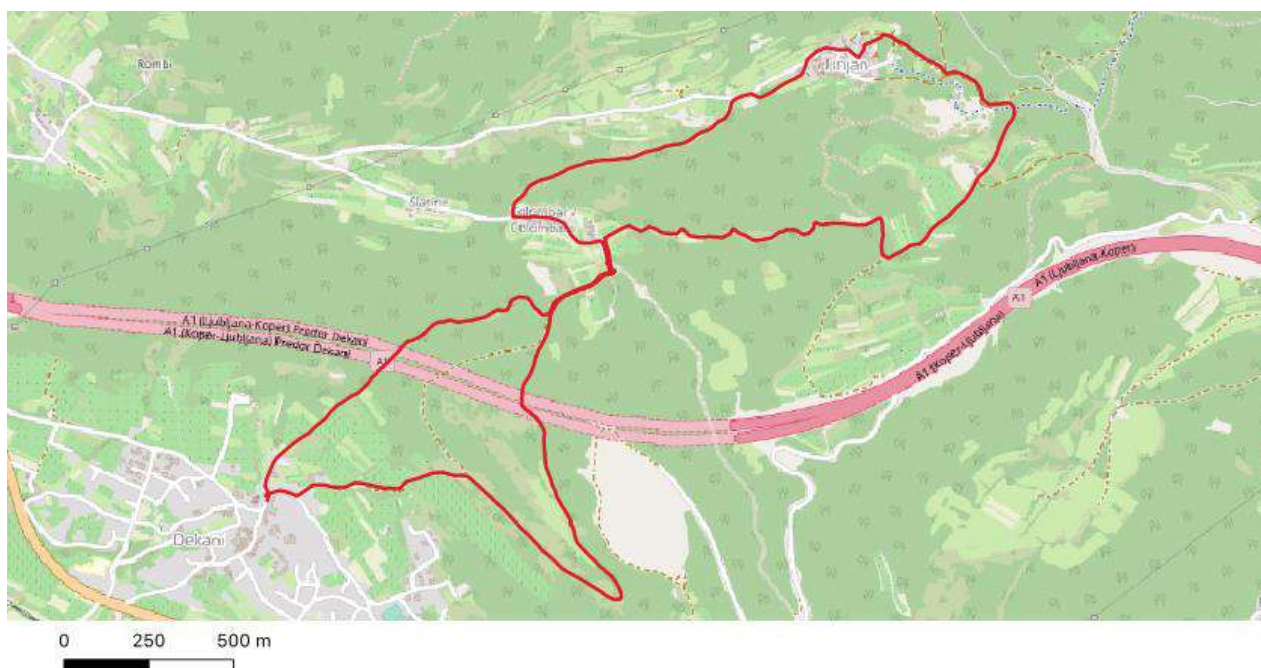 Rombi
Tinjan
Slatine
Kolombar
Colombar
A1 (Ljubljana-Koper) Predor Dekani
A1 (Koper-Ljubljana) Predor Dekani
A1
A1 (Ljubljana-Koper)
A1
A1 (Koper-Ljubljana)
Dekani
0 250 500 m